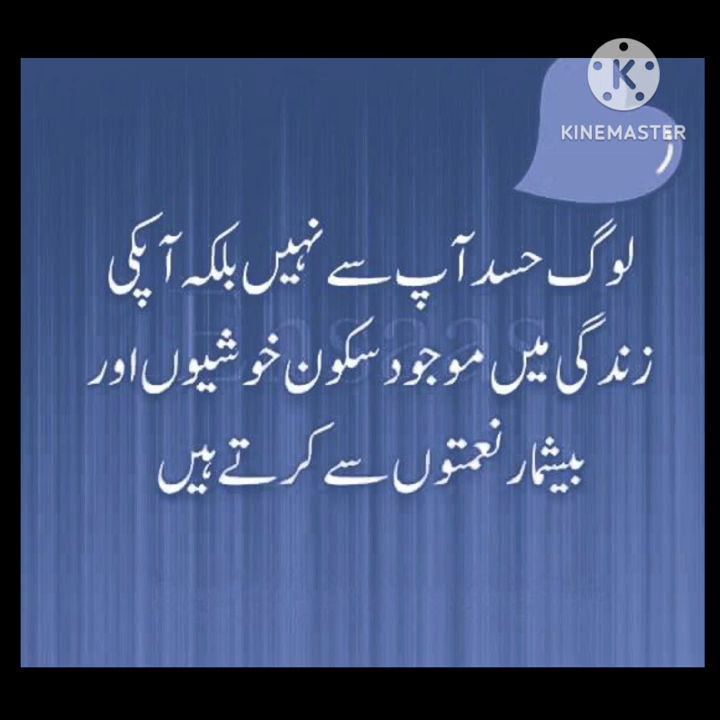 KINEMASTER
لوگ حسد آپ سے نہیں بلکہ آپکی
زندگی میں موجود سکون خوشیوں اور
بیشمار نعمتوں سے کرتے ہیں